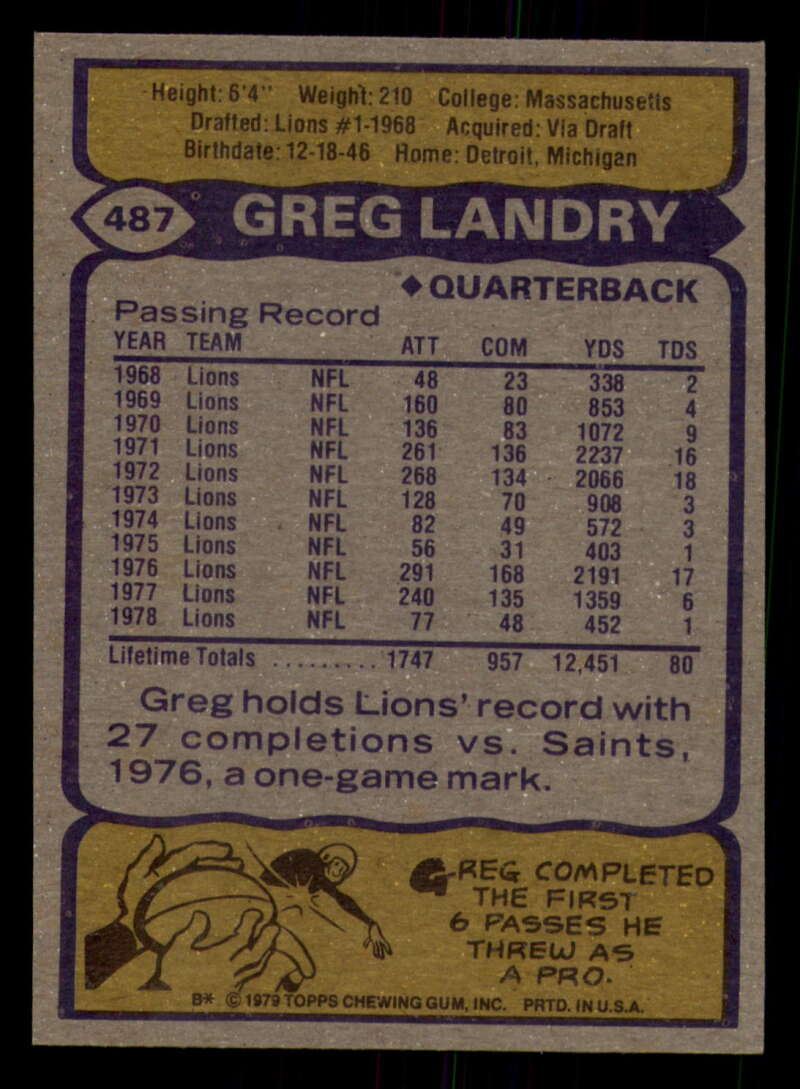 Height: 6'4" Weight: 210 College: Massachusetts
Drafted: Lions #1-1968 Acquired: Via Draft
Birthdate: 12-18-46 Home: Detroit, Michigan
487 GREG LANDRY
◆QUARTERBACK
Passing Record
YEAR TEAM ATT COM YDS TDS
1968 Lions NFL 48 23 338 2
1969 Lions NFL 160 80 853 4
1970 Lions NFL 136 83 1072 9
1971 Lions NFL 261 136 2237 16
1972 Lions NFL 268 134 2066 18
1973 Lions NFL 128 70 908 3
1974 Lions NFL 82 49 572 3
1975 Lions NFL 56 31 403 1
1976 Lions NFL 291 168 2191 17
1977 Lions NFL 240 135 1359 6
1978 Lions NFL 77 48 452 1
Lifetime Totals ......... 1747 957 12,451 80
Greg holds Lions' record with
27 completions vs. Saints,
1976, a one-game mark.
GREG COMPLETED
THE FIRST
6 PASSES HE
THREW AS
A PRO.
B* © 1979 TOPPS CHEWING GUM, INC. PRTD. IN U.S.A.